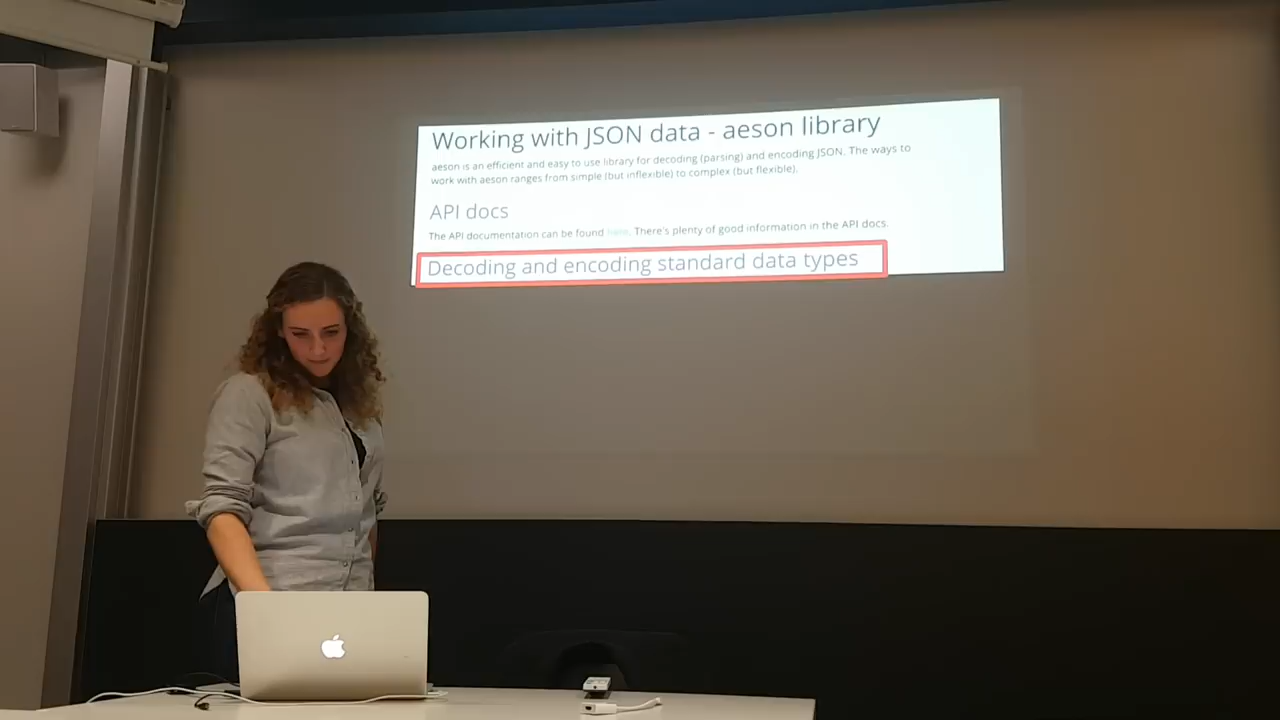 Working with JSON data - aeson library
aeson is an efficient and easy to use library for decoding (parsing) and encoding JSON. The ways to
work with aeson ranges from simple (but inflexible) to complex (but flexible).
API docs
The API documentation can be found here. There's plenty of good information in the API docs.
Decoding and encoding standard data types